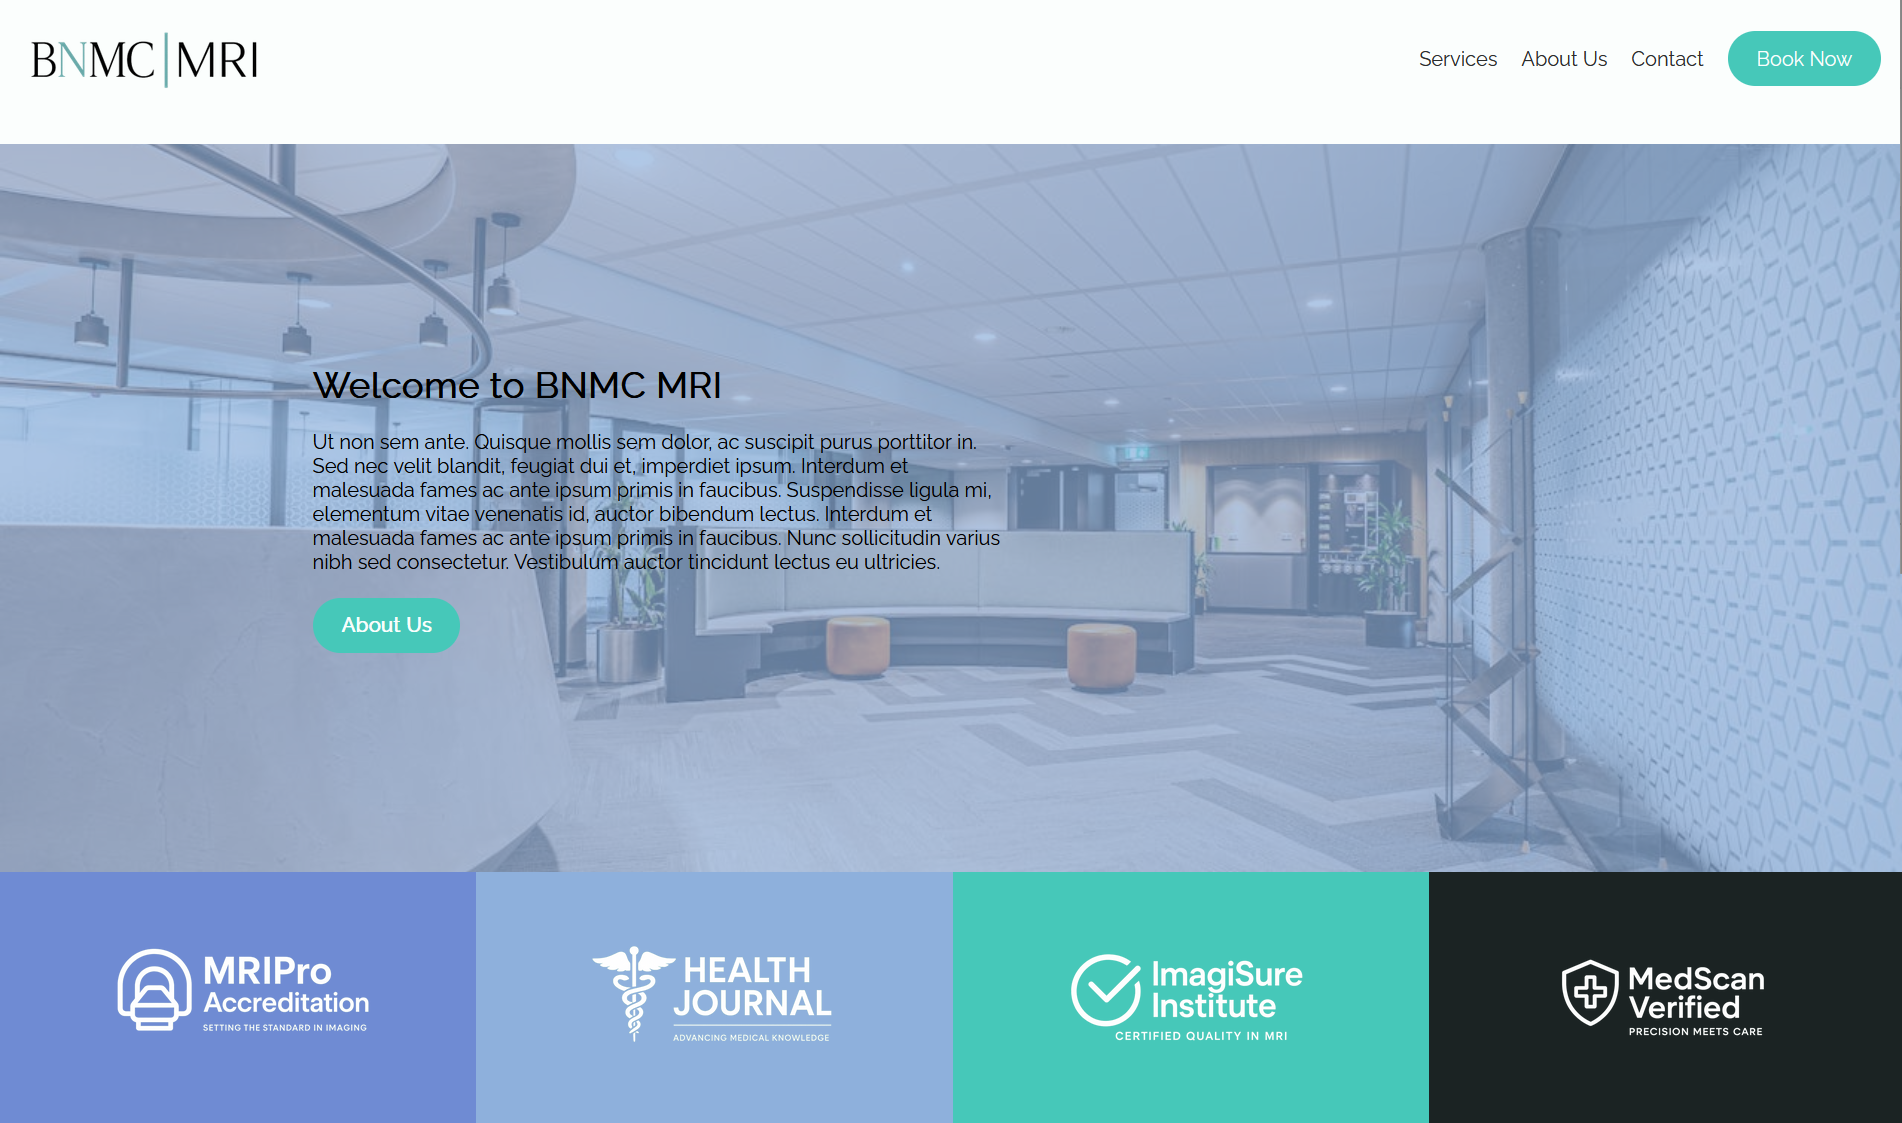 BNMC|MRI
Services
About Us
Contact
Book Now
Welcome to BNMC MRI
Ut non sem ante. Quisque mollis sem dolor, ac suscipit purus porttitor in.
Sed nec velit blandit, feugiat dui et, imperdiet ipsum. Interdum et
malesuada fames ac ante ipsum primis in faucibus. Suspendisse ligula mi,
elementum vitae venenatis id, auctor bibendum lectus. Interdum et
malesuada fames ac ante ipsum primis in faucibus. Nunc sollicitudin varius
nibh sed consectetur. Vestibulum auctor tincidunt lectus eu ultricies.
About Us
MRIPro
Accreditation
SETTING THE STANDARD IN IMAGING
HEALTH
JOURNAL
ADVANCING MEDICAL KNOWLEDGE
ImagiSure
Institute
CERTIFIED QUALITY IN MRI
MedScan
Verified
PRECISION MEETS CARE